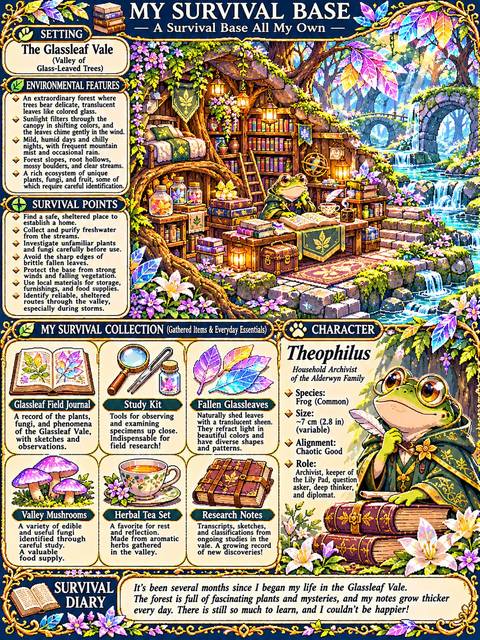 MY SURVIVAL BASE
— A Survival Base All My Own —
SETTING
The Glassleaf Vale
(Valley of
Glass-Leaved Trees)
ENVIRONMENTAL FEATURES
An extraordinary forest where
trees bear delicate, translucent
leaves like colored glass.
Sunlight filters through the
canopy in shifting colors, and
the leaves chime gently in the wind.
Mild, humid days and chilly
nights, with frequent mountain
mist and occasional rain.
Forest slopes, root hollows,
mossy boulders, and clear streams.
A rich ecosystem of unique
plants, fungi, and fruit, some of
which require careful identification.
SURVIVAL POINTS
Find a safe, sheltered place to
establish a home.
Collect and purify freshwater
from the streams.
Investigate unfamiliar plants
and fungi carefully before use.
Avoid the sharp edges of
brittle fallen leaves.
Protect the base from strong
winds and falling vegetation.
Use local materials for storage,
furnishings, and food supplies.
Identify reliable, sheltered
routes through the valley,
especially during storms.
MY SURVIVAL COLLECTION (Gathered Items & Everyday Essentials)
Glassleaf Field Journal
A record of the plants,
fungi, and phenomena
of the Glassleaf Vale,
with sketches and
observations.
Study Kit
Tools for observing
and examining
specimens up close.
Indispensable for
field research!
Fallen Glassleaves
Naturally shed leaves
with a translucent sheen.
They refract light in
beautiful colors and
have diverse shapes
and patterns.
Valley Mushrooms
A variety of edible
and useful fungi
identified through
careful study.
A valuable
food supply.
Herbal Tea Set
A favorite for rest
and reflection.
Made from aromatic
herbs gathered
in the valley.
Research Notes
Transcripts, sketches,
and classifications from
ongoing studies in the
vale. A growing record
of new discoveries!
CHARACTER
Theophilus
Household Archivist
of the Alderwyn Family
Species:
Frog (Common)
Size:
~7 cm (2.8 in)
(variable)
Alignment:
Chaotic Good
Role:
Archivist, keeper of
the Lily Pad, question
asker, deep thinker,
and diplomat.
SURVIVAL
DIARY
It's been several months since I began my life in the Glassleaf Vale.
The forest is full of fascinating plants and mysteries, and my notes grow thicker
every day. There is still so much to learn, and I couldn't be happier!